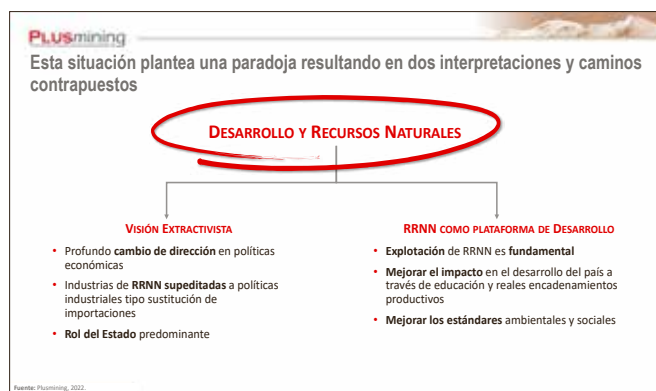 PLUSmining
Esta situación plantea una paradoja resultando en dos interpretaciones y caminos
contrapuestos
DESARROLLO Y RECURSOS NATURALES
VISIÓN EXTRACTIVISTA
• Profundo cambio de dirección en políticas
económicas
• Industrias de RRNN supeditadas a políticas
industriales tipo sustitución de
importaciones
• Rol del Estado predominante
RRNN COMO PLATAFORMA DE DESARROLLO
• Explotación de RRNN es fundamental
• Mejorar el impacto en el desarrollo del país a
través de educación y reales encadenamientos
productivos
• Mejorar los estándares ambientales y sociales
Fuente: Plusmining, 2022.